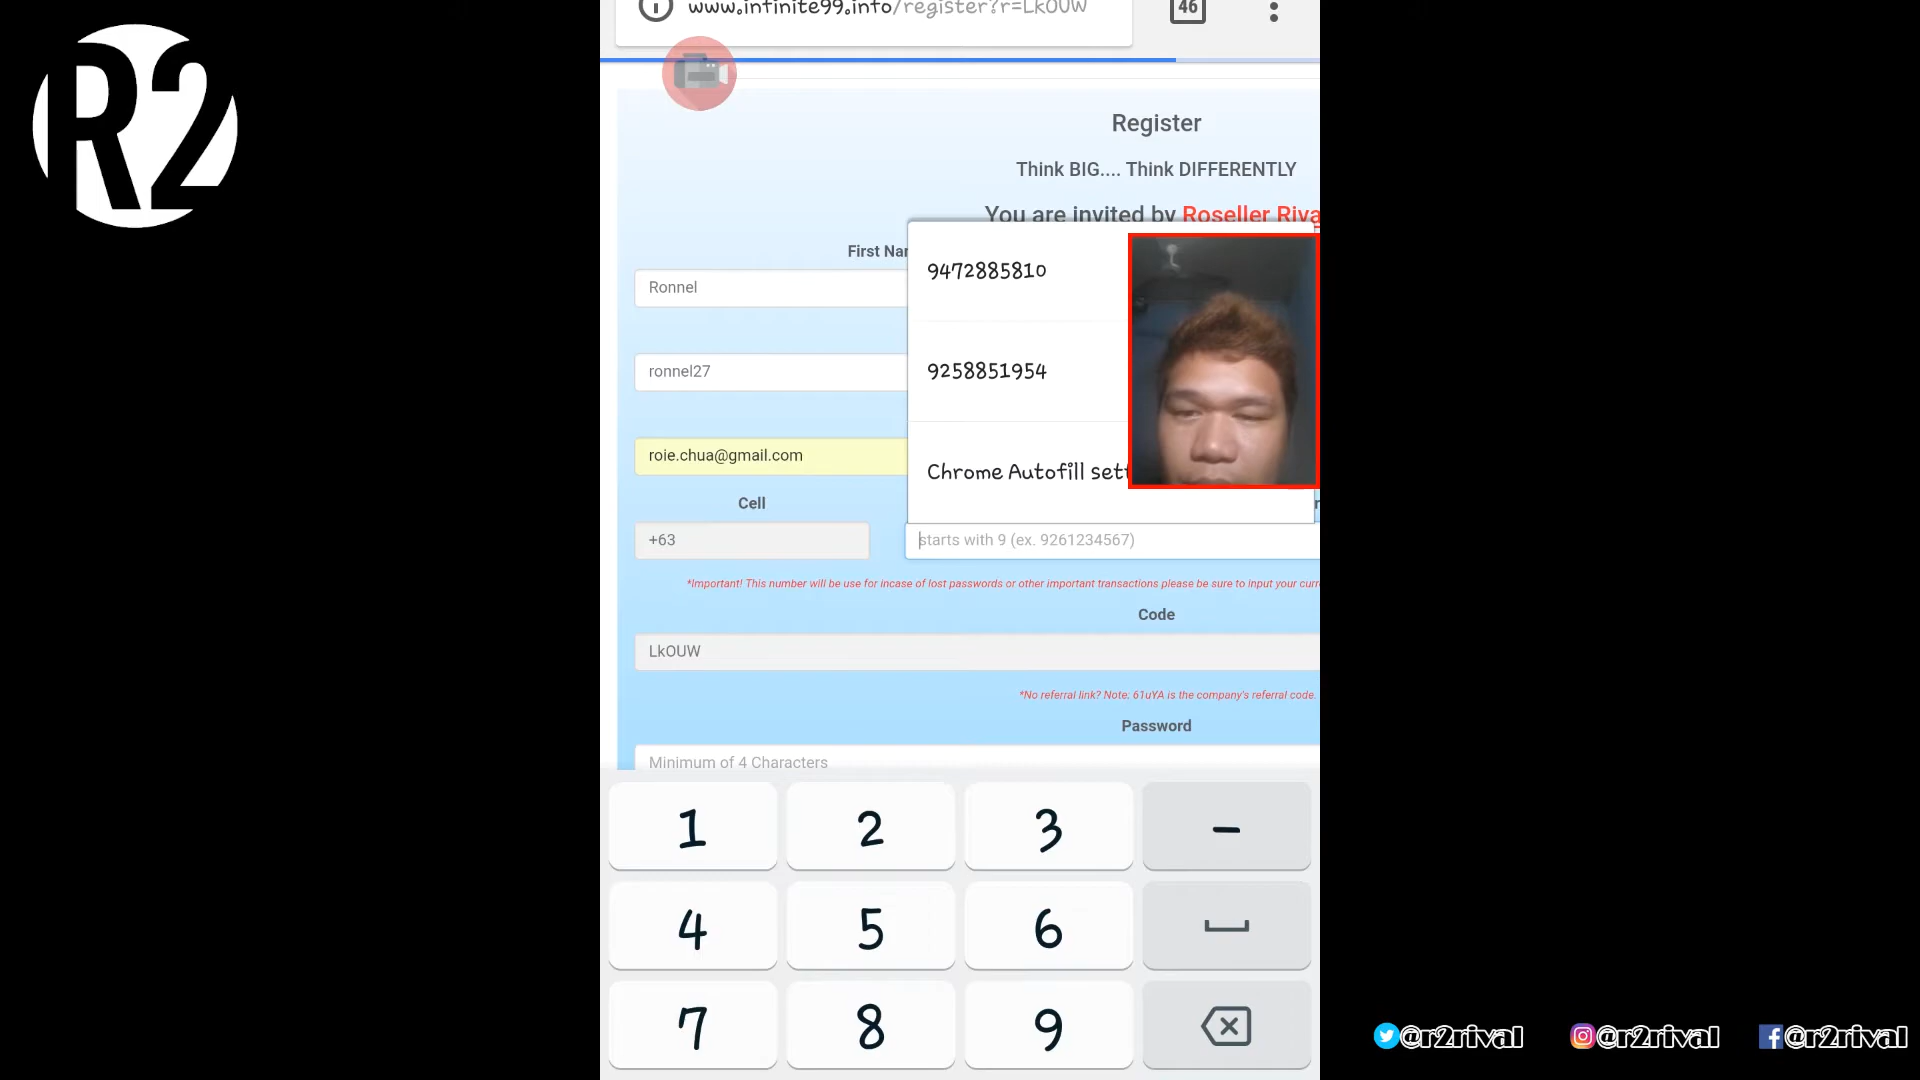 R2
www.infinite99.info/register?r=LkOUW
46
Register
Think BIG.... Think DIFFERENTLY
You are invited by Roseller Riva
First Nar
Ronnel
9472885810
ronnel27
9258851954
roie.chua@gmail.com
Chrome Autofill sett
Cell
+63
starts with 9 (ex. 9261234567)
*Important! This number will be use for incase of lost passwords or other important transactions please be sure to input your curr
Code
LkOUW
*No referral link? Note: 61uYA is the company's referral code.
Password
Minimum of 4 Characters
1 2 3 -
4 5 6
7 8 9
@r2rival @r2rival @r2rival